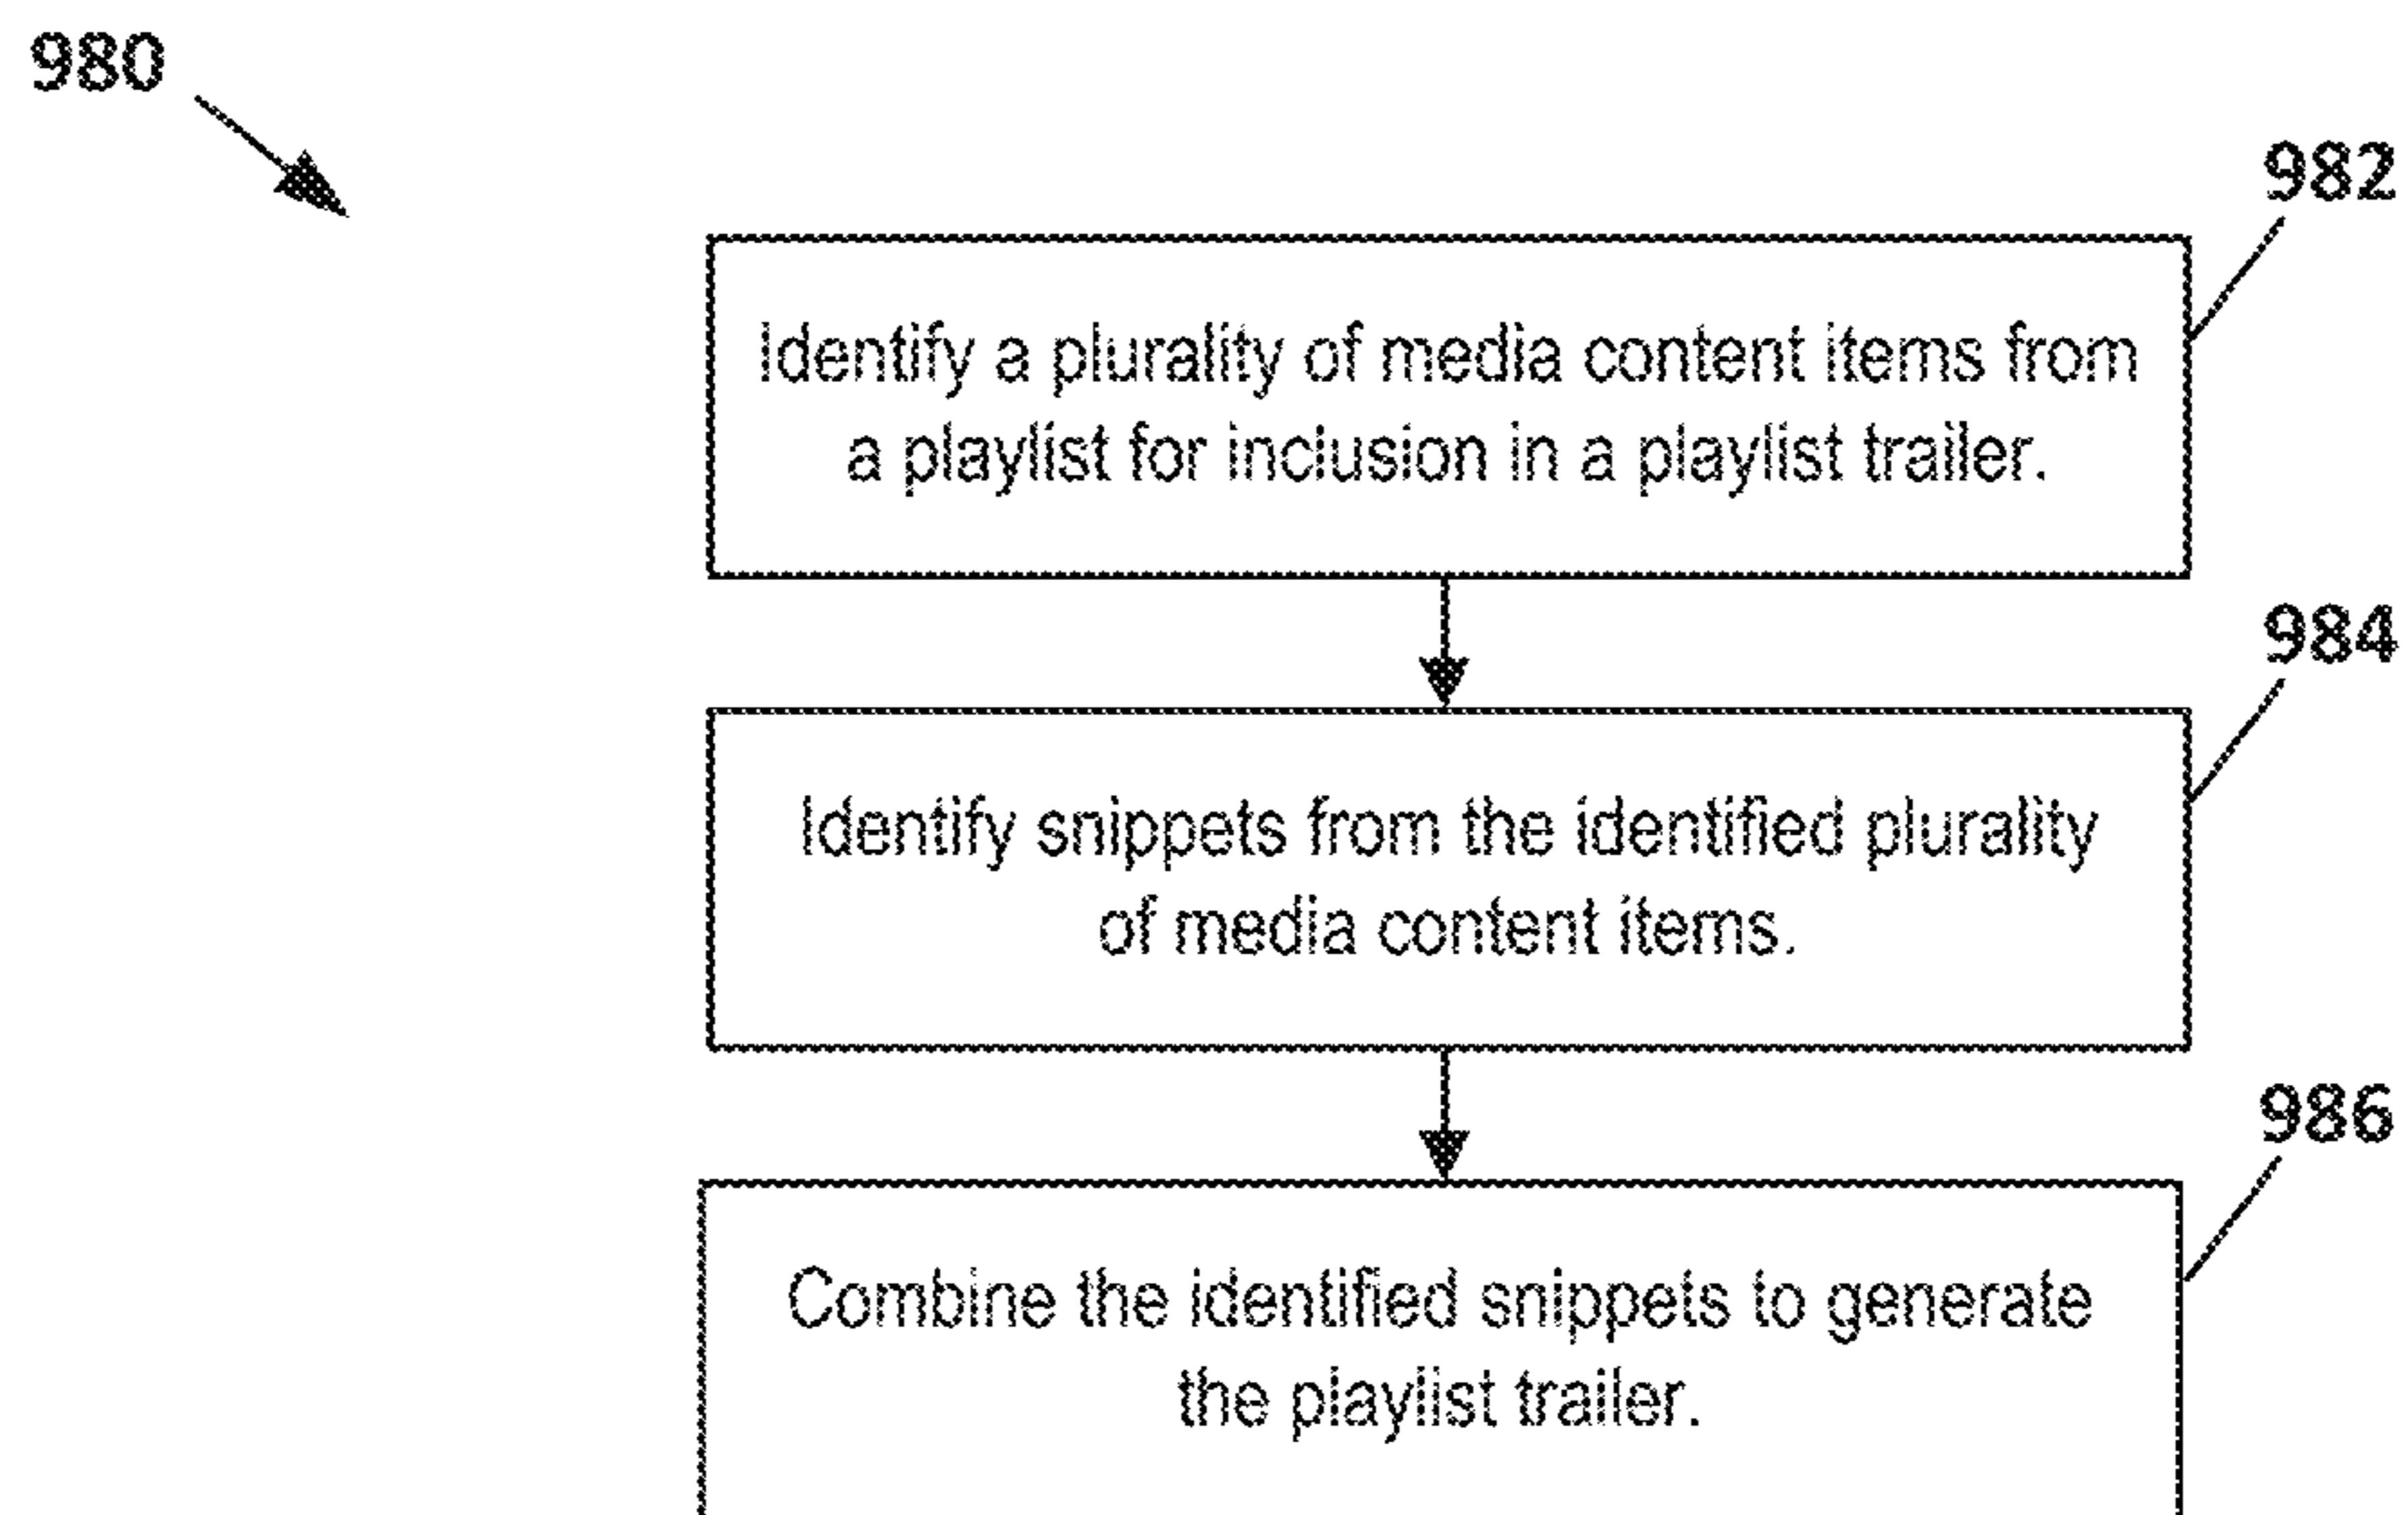 980
982
Identify a plurality of media content items from
a playlist for inclusion in a playlist trailer.
984
Identify snippets from the identified plurality
of media content items.
986
Combine the identified snippets to generate
the playlist trailer.